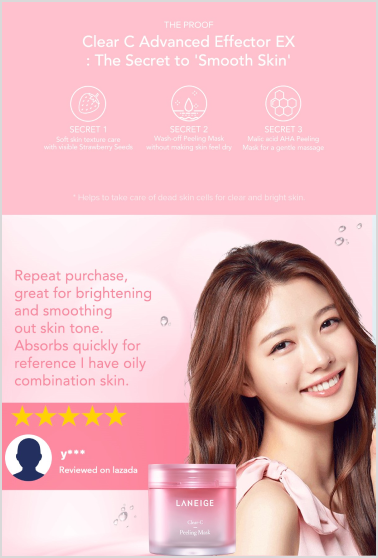 THE PROOF
Clear C Advanced Effector EX
: The Secret to 'Smooth Skin'
SECRET 1
Soft skin texture care
with visible Strawberry Seeds
SECRET 2
Wash-off Peeling Mask
without making skin feel dry
SECRET 3
Malic acid AHA Peeling
Mask for a gentle massage
* Helps to take care of dead skin cells for clear and bright skin
Repeat purchase,
great for brightening
and smoothing
out skin tone.
Absorbs quickly for
reference I have oily
combination skin.
y***
Reviewed on lazada
LANEIGE
Clear C
Peeling Mask